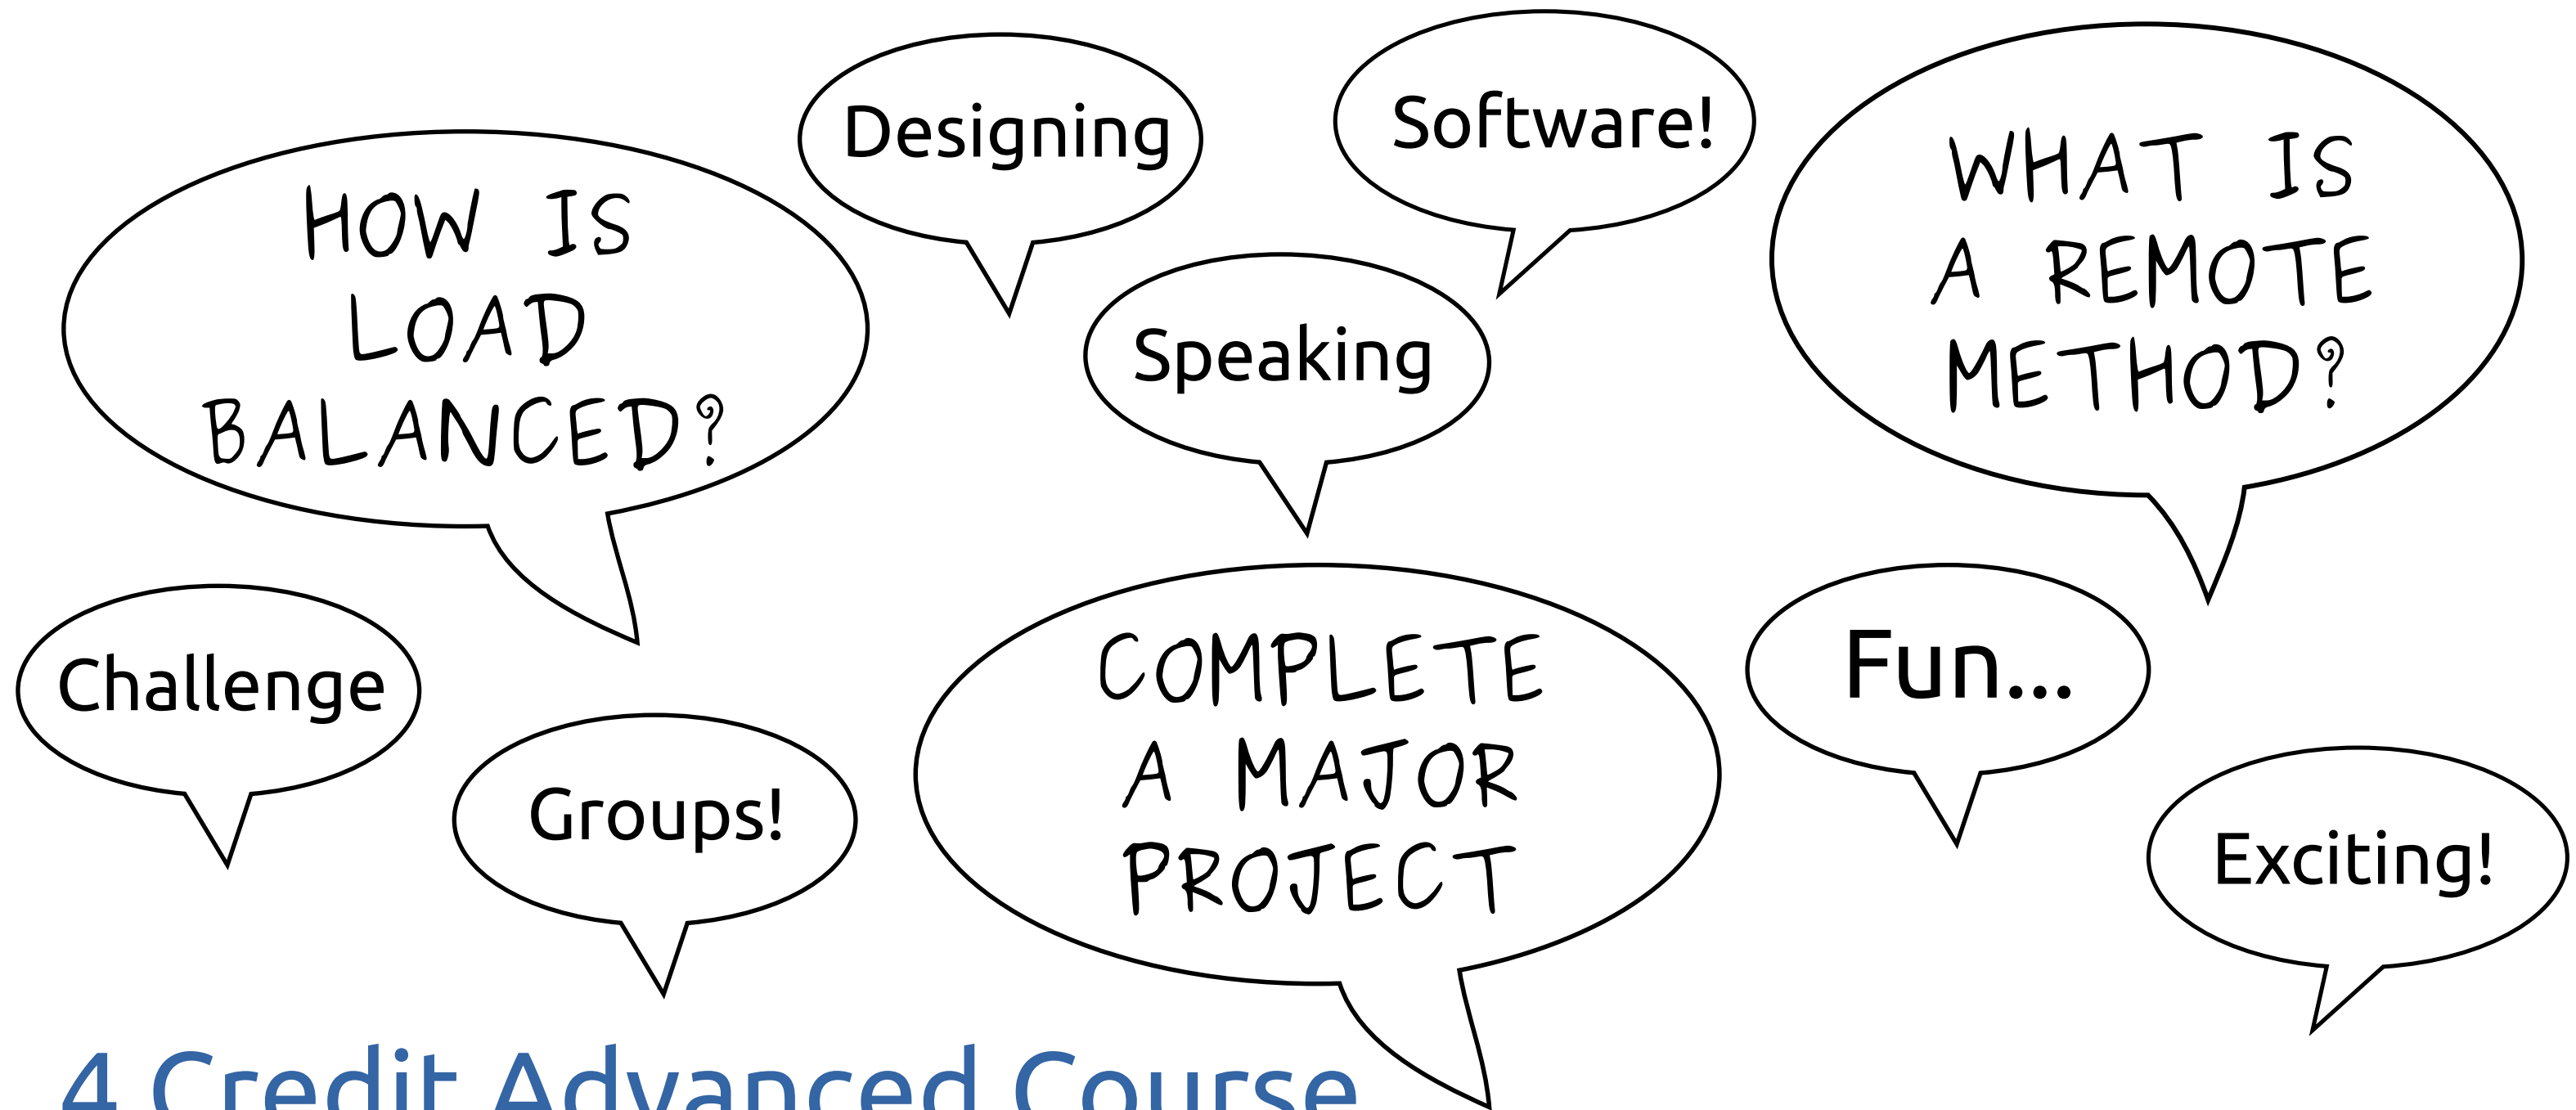 Designing
Software!
HOW IS
LOAD
BALANCED?
WHAT IS
A REMOTE
METHOD?
Speaking
Challenge
Groups!
COMPLETE
A MAJOR
PROJECT
Fun...
Exciting!
4 Credit Advanced Course